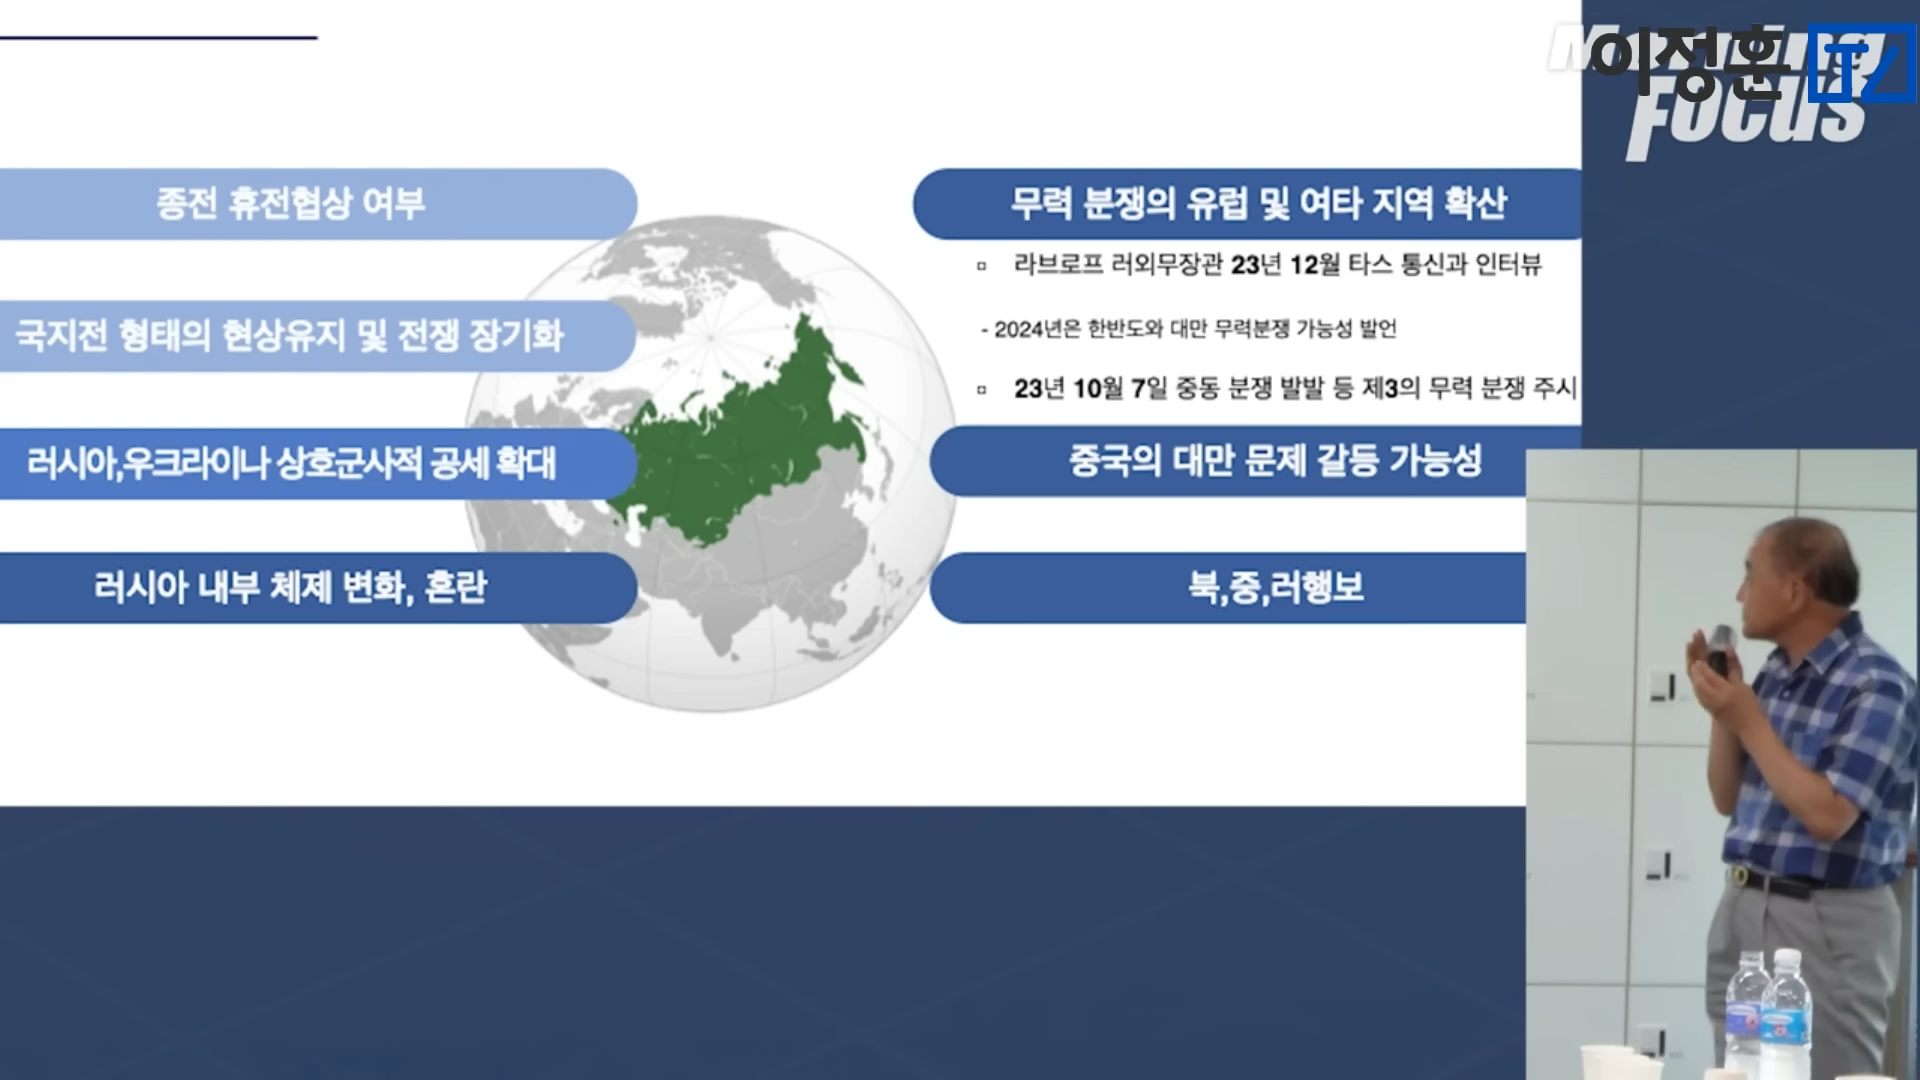 Morning
Focus
이정훈 TV
종전 휴전협상 여부
국지전 형태의 현상유지 및 전쟁 장기화
러시아,우크라이나 상호군사적 공세 확대
러시아 내부 체제 변화, 혼란
무력 분쟁의 유럽 및 여타 지역 확산
▫ 라브로프 러외무장관 23년 12월 타스 통신과 인터뷰
- 2024년은 한반도와 대만 무력분쟁 가능성 발언
▫ 23년 10월 7일 중동 분쟁 발발 등 제3의 무력 분쟁 주시
중국의 대만 문제 갈등 가능성
북,중,러행보